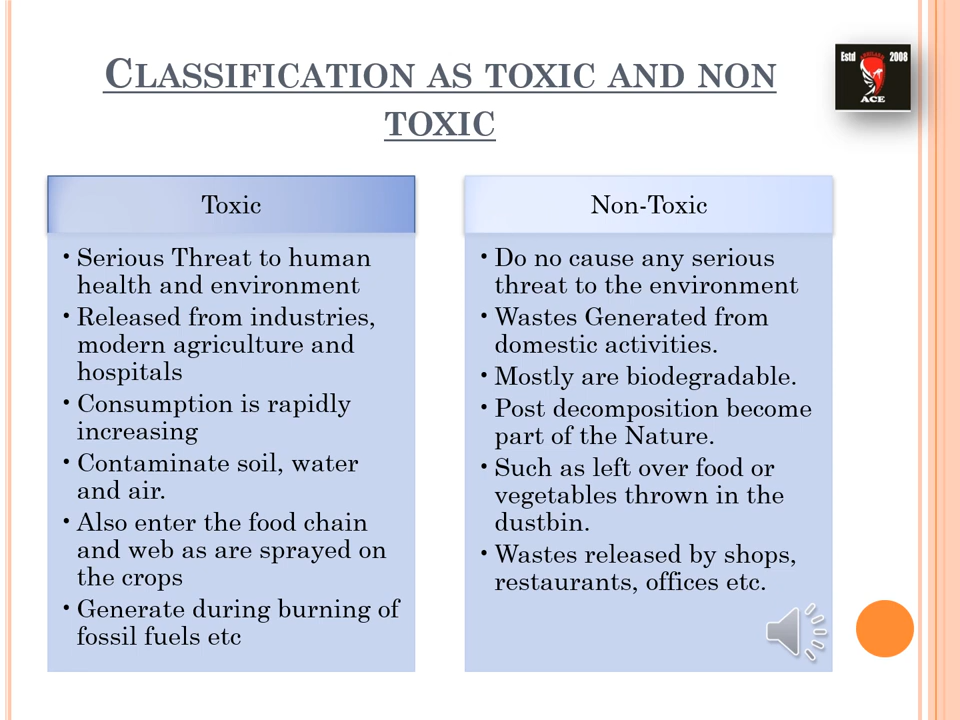 CLASSIFICATION AS TOXIC AND NON
TOXIC
Estd 2008
ACE
Toxic
• Serious Threat to human
health and environment
• Released from industries,
modern agriculture and
hospitals
• Consumption is rapidly
increasing
• Contaminate soil, water
and air.
• Also enter the food chain
and web as are sprayed on
the crops
• Generate during burning of
fossil fuels etc
Non-Toxic
• Do no cause any serious
threat to the environment
• Wastes Generated from
domestic activities.
• Mostly are biodegradable.
• Post decomposition become
part of the Nature.
• Such as left over food or
vegetables thrown in the
dustbin.
• Wastes released by shops,
restaurants, offices etc.